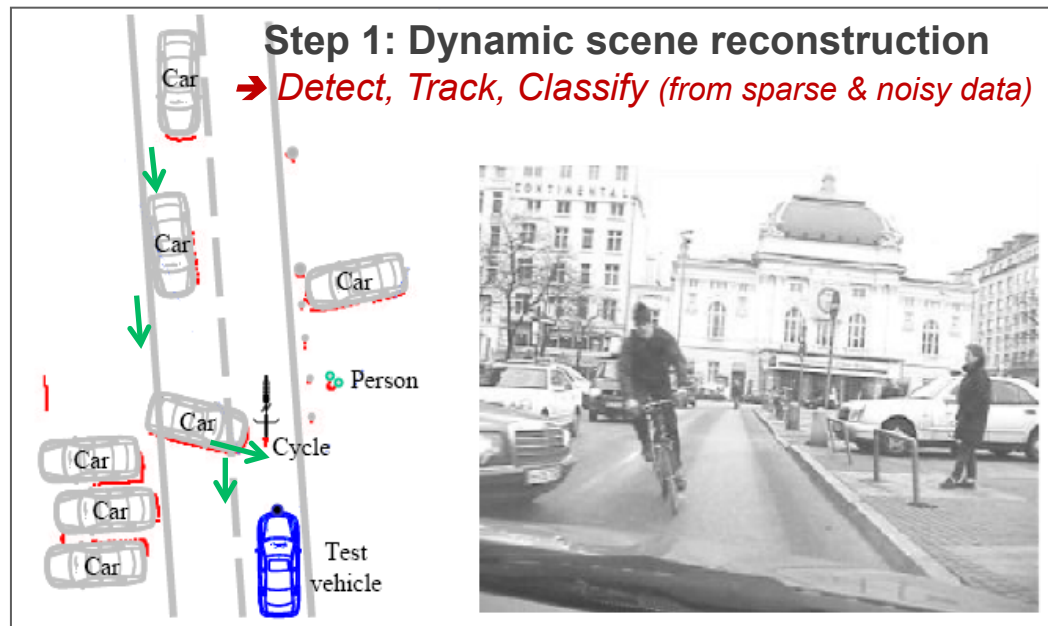 Step 1: Dynamic scene reconstruction
➔ Detect, Track, Classify (from sparse & noisy data)
Car
Car
Car
Person
Car
Cycle
Car
Car
Car
Test
vehicle
CONTINENTAL